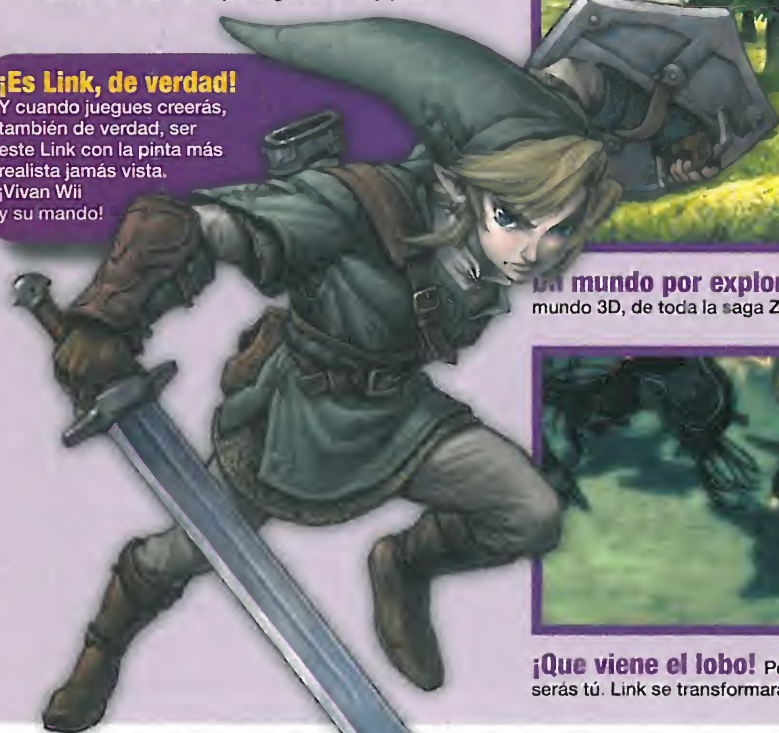 ¡Es Link, de verdad!
Y cuando juegues creerás,
también de verdad, ser
este Link con la pinta más
realista jamás vista.
¡Vivan Wii
y su mando!
mundo por explor
mundo 3D, de toda la saga Z
¡Que viene el lobo! P
serás tú. Link se transformar